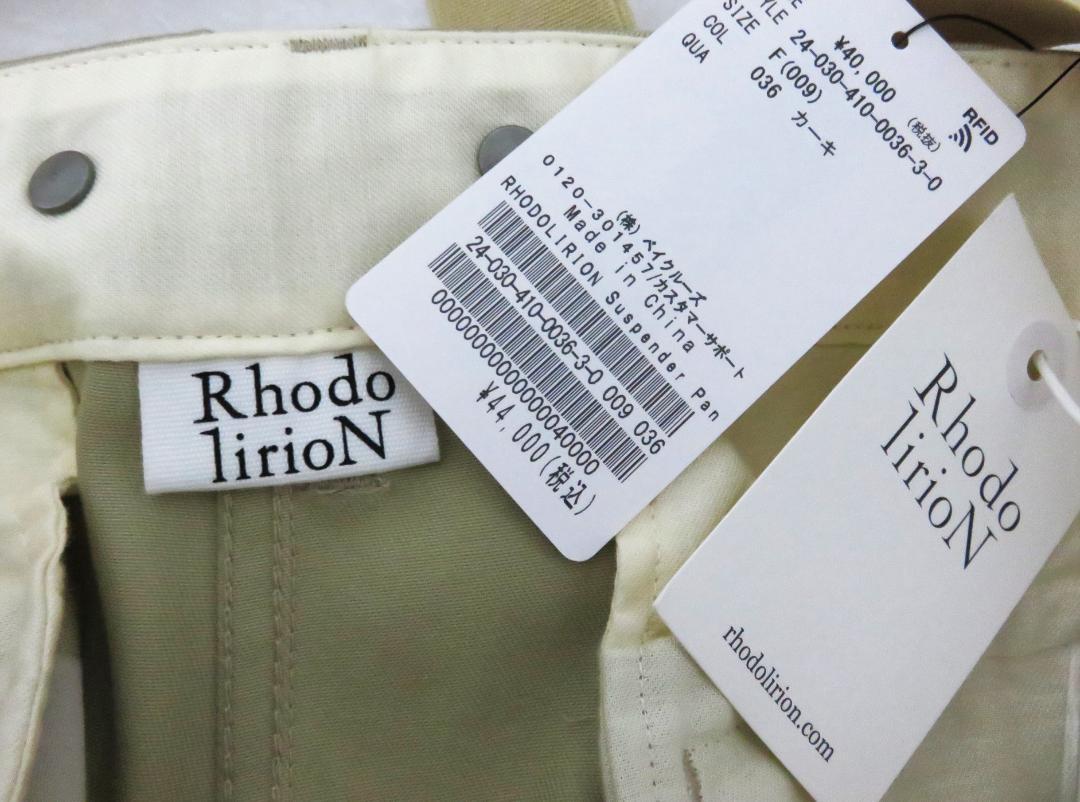 ¥40,000
(税抜)
STYLE 24-030-410-0036-3-0
SIZE F(009)
COL 036 カーキ
QUA
RFID
(株)ベイクルーズ
0120-301457/カスタマーサポート
Made in China
RHODOLIRION Suspender Pan
24-030-410-0036-3-0 009 036
¥44,000(税込)
Rhodo
lirioN
Rhodo
lirioN
rhodolirion.com